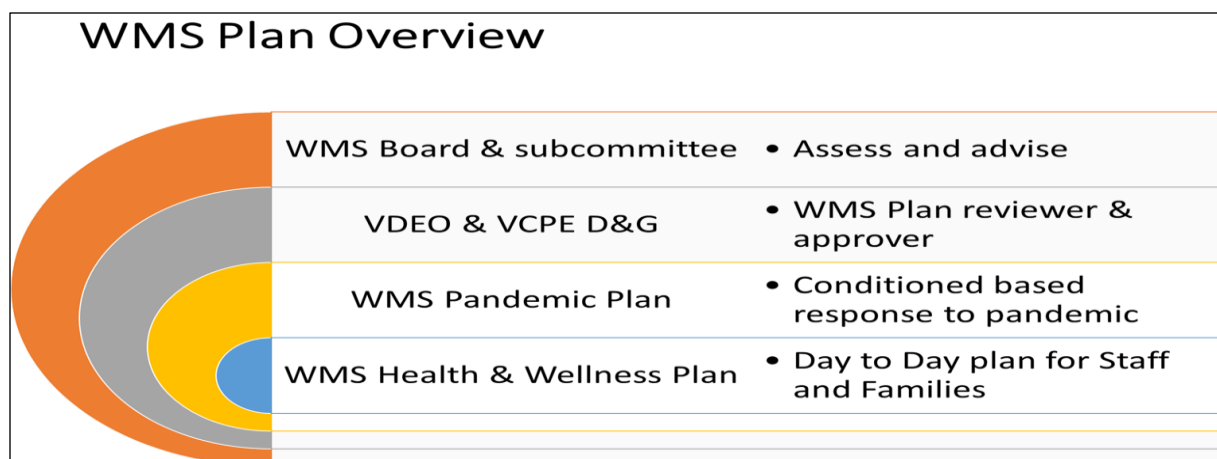 WMS Plan Overview
WMS Board & subcommittee
• Assess and advise
VDEO & VCPE D&G
• WMS Plan reviewer &
approver
WMS Pandemic Plan
• Conditioned based
response to pandemic
WMS Health & Wellness Plan
• Day to Day plan for Staff
and Families